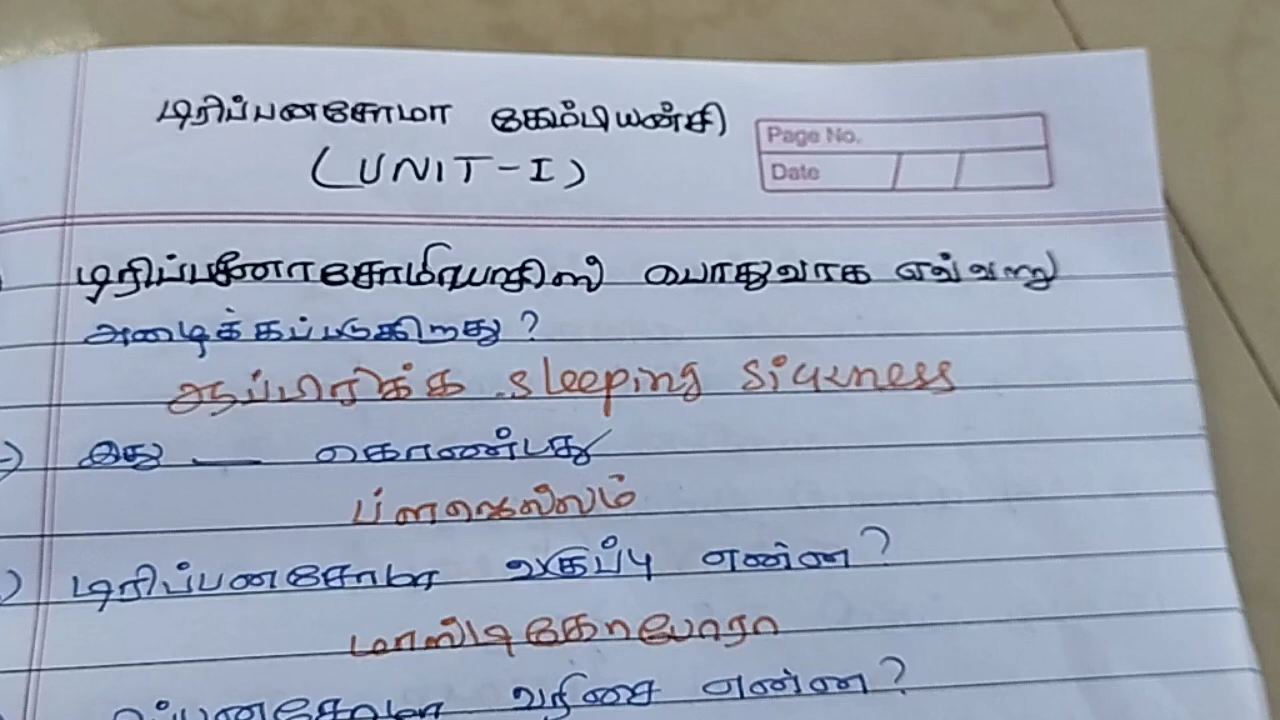 டிரிப்பனசோமா கேம்பியன்சி
(UNIT-I)
Page No.
Date
டிரிப்பனோசோமியாசிஸ் பொதுவாக எவ்வாறு
அழைக்கப்படுகிறது?
ஆப்பிரிக்க sleeping sickness
இது — கொண்டது
ப்ளாஜெல்லம்
டிரிப்பனசோமா வகுப்பு என்ன?
மாஸ்டிகோபோரா
டிரிப்பனசோமா வரிசை என்ன?